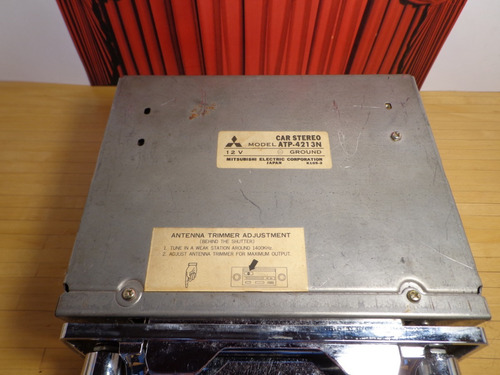 CAR STEREO
MODEL ATP-4213N
12V ⊖ GROUND
MITSUBISHI ELECTRIC CORPORATION
JAPAN
ANTENNA TRIMMER ADJUSTMENT
(BEHIND THE SHUTTER)
1. TUNE IN A WEAK STATION AROUND 1400KHz.
2. ADJUST ANTENNA TRIMMER FOR MAXIMUM OUTPUT.